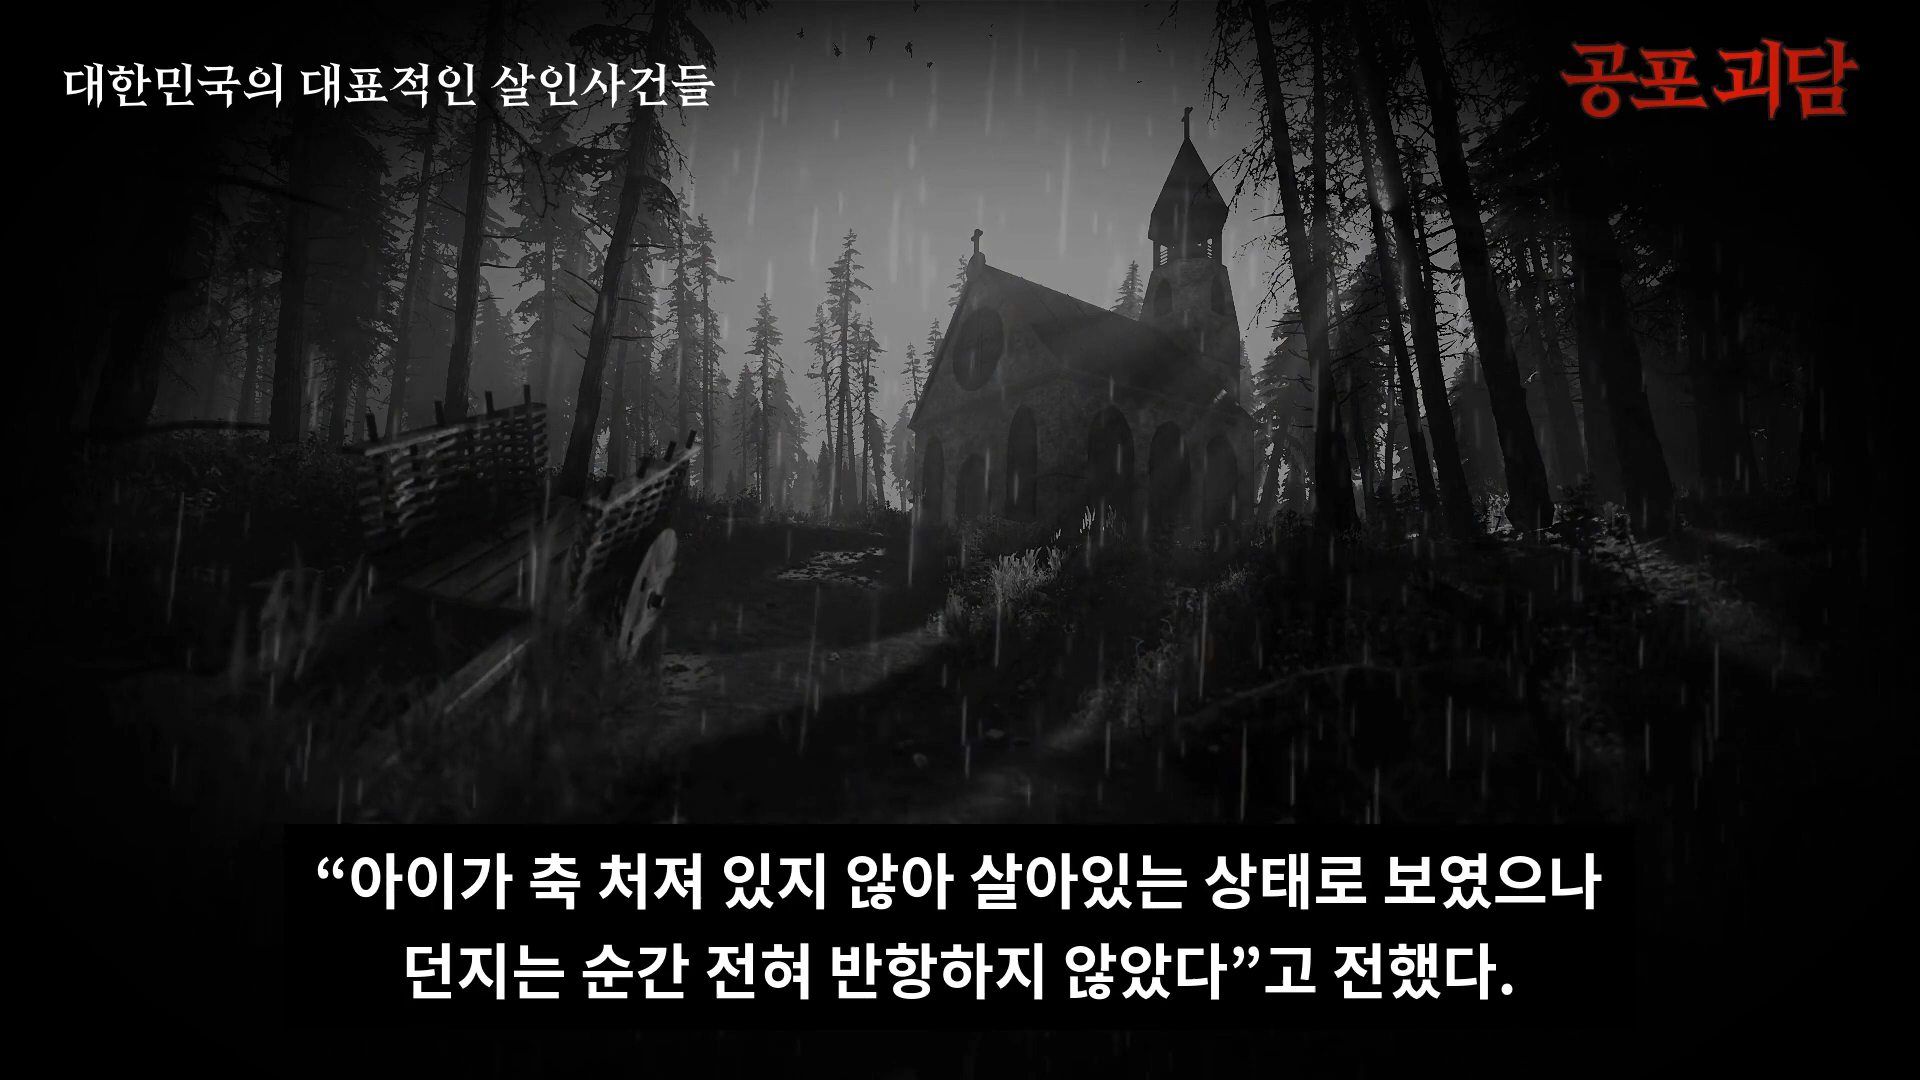 대한민국의 대표적인 살인사건들
공포 괴담
“아이가 축 처져 있지 않아 살아있는 상태로 보였으나
던지는 순간 전혀 반항하지 않았다”고 전했다.